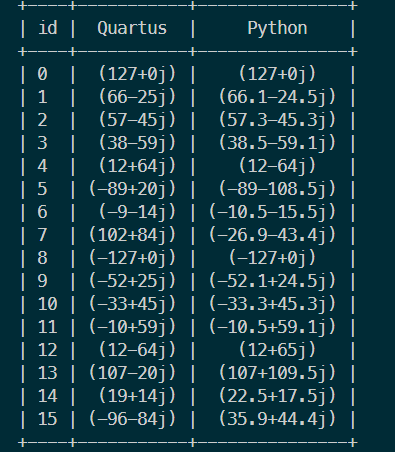 +----+-----------+----------------+
| id | Quartus | Python |
+----+-----------+----------------+
| 0 | (127+0j) | (127+0j) |
| 1 | (66-25j) | (66.1-24.5j) |
| 2 | (57-45j) | (57.3-45.3j) |
| 3 | (38-59j) | (38.5-59.1j) |
| 4 | (12+64j) | (12-64j) |
| 5 | (-89+20j) | (-89-108.5j) |
| 6 | (-9-14j) | (-10.5-15.5j) |
| 7 | (102+84j) | (-26.9-43.4j) |
| 8 | (-127+0j) | (-127+0j) |
| 9 | (-52+25j) | (-52.1+24.5j) |
| 10 | (-33+45j) | (-33.3+45.3j) |
| 11 | (-10+59j) | (-10.5+59.1j) |
| 12 | (12-64j) | (12+65j) |
| 13 | (107-20j) | (107+109.5j) |
| 14 | (19+14j) | (22.5+17.5j) |
| 15 | (-96-84j) | (35.9+44.4j) |
+----+-----------+----------------+